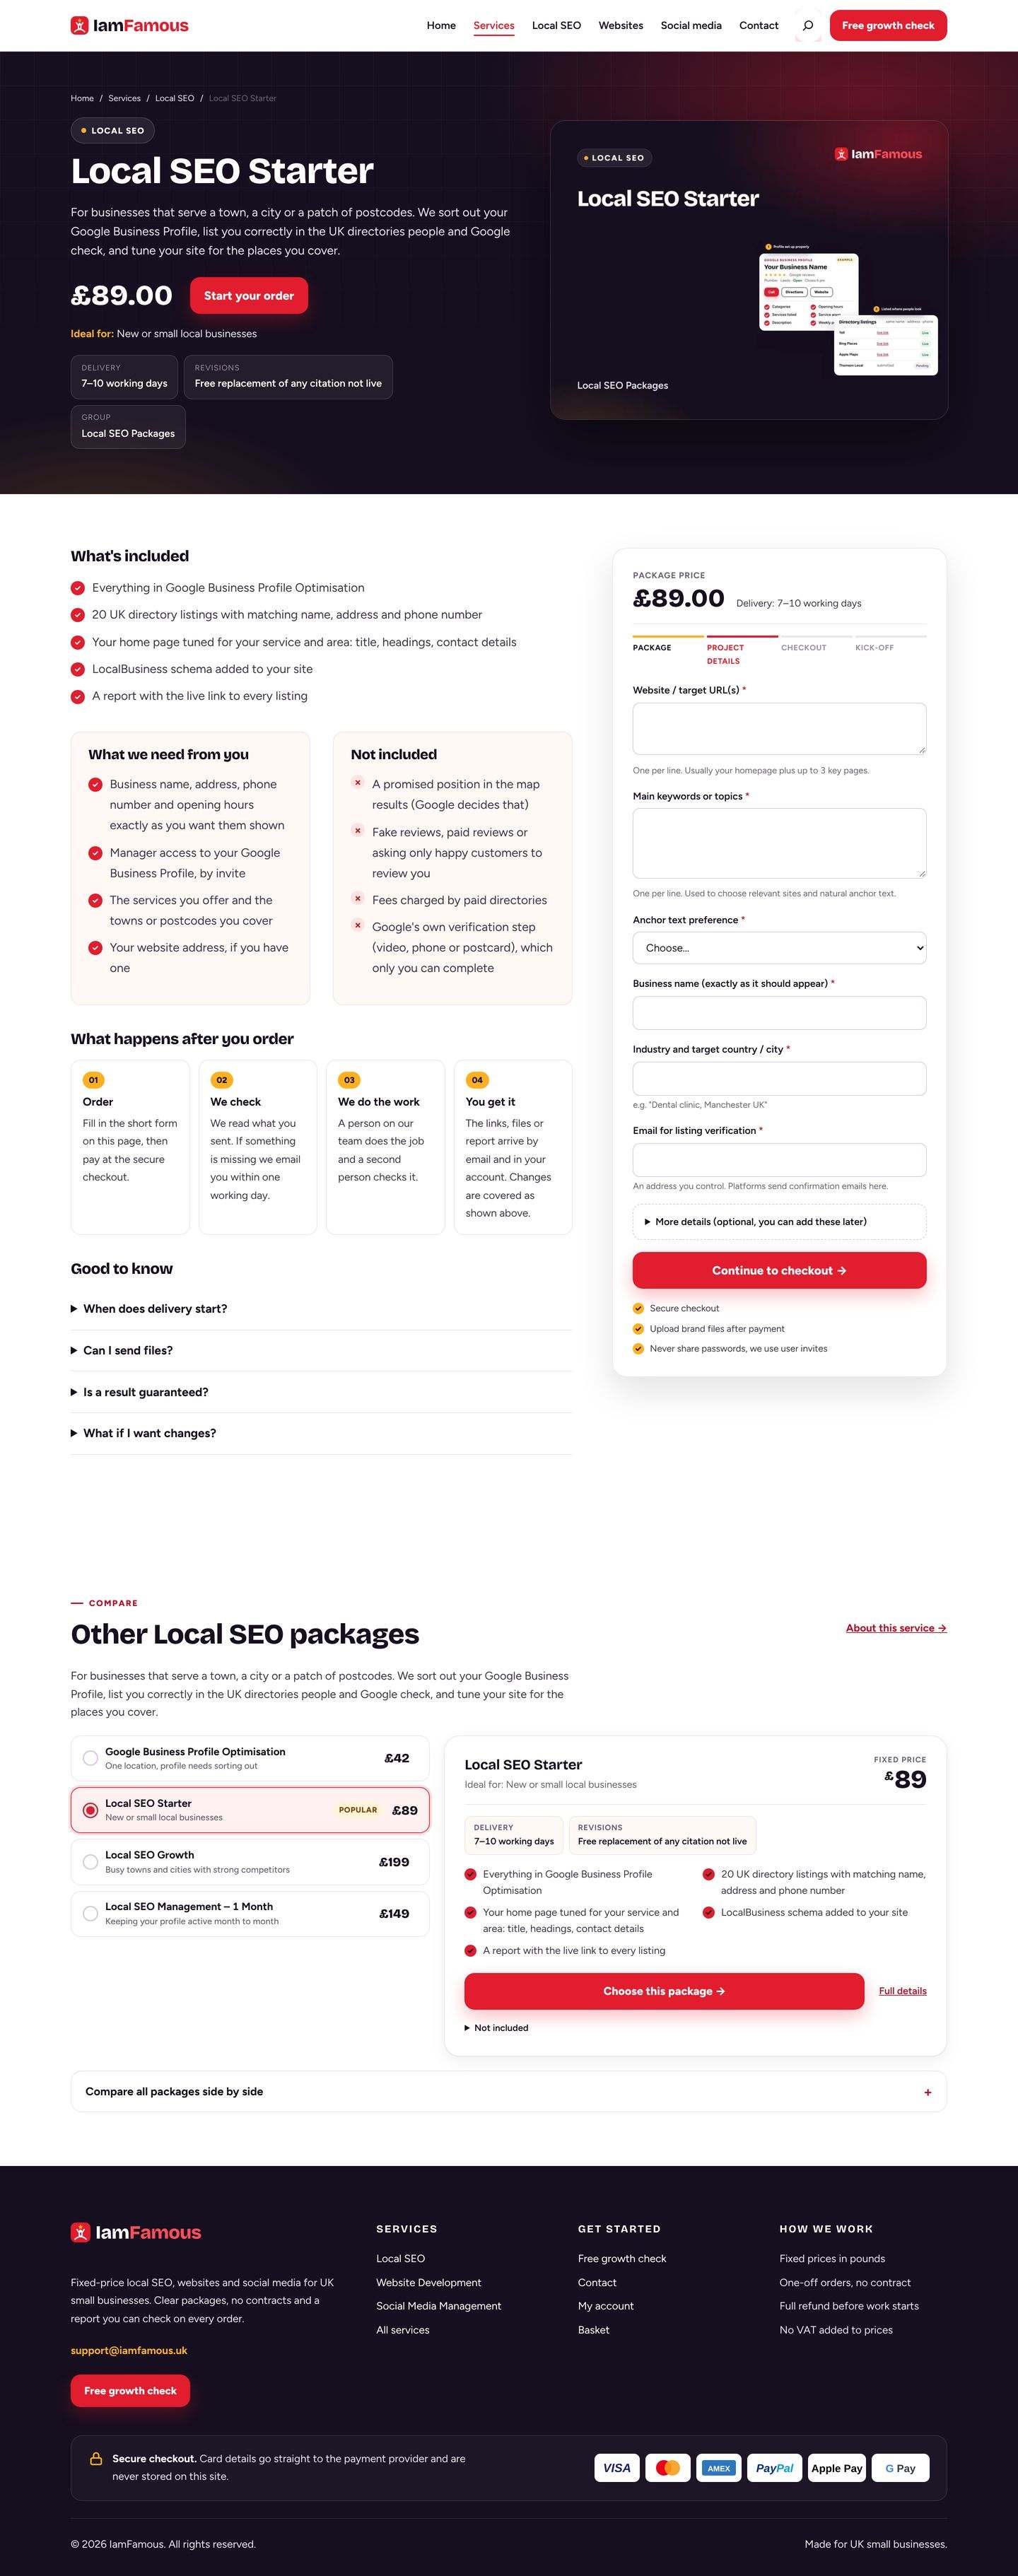 IamFamous
Home
Services
Local SEO
Websites
Social media
Contact
Free growth check
Home / Services / Local SEO / Local SEO Starter
LOCAL SEO
Local SEO Starter
For businesses that serve a town, a city or a patch of postcodes. We sort out your
Google Business Profile, list you correctly in the UK directories people and Google
check, and tune your site for the places you cover.
£89.00
Start your order
Ideal for: New or small local businesses
DELIVERY
7–10 working days
REVISIONS
Free replacement of any citation not live
GROUP
Local SEO Packages
LOCAL SEO
IamFamous
Local SEO Starter
Profile set up properly
GOOGLE BUSINESS PROFILE
EXAMPLE
Your Business Name
Google reviews
Call
Directions
Website
Categories
Opening hours
Services listed
Description
Listed where people look
Directory listings
Yell
Live
Bing Places
Live
Apple Maps
Live
Thomson Local
submitted
Pending
Local SEO Packages
What's included
Everything in Google Business Profile Optimisation
20 UK directory listings with matching name, address and phone number
Your home page tuned for your service and area: title, headings, contact details
LocalBusiness schema added to your site
A report with the live link to every listing
What we need from you
Business name, address, phone
number and opening hours
exactly as you want them shown
Manager access to your Google
Business Profile, by invite
The services you offer and the
towns or postcodes you cover
Your website address, if you have
one
Not included
A promised position in the map
results (Google decides that)
Fake reviews, paid reviews or
asking only happy customers to
review you
Fees charged by paid directories
Google's own verification step
(video, phone or postcard), which
only you can complete
What happens after you order
01
Order
Fill in the short form
on this page, then
pay at the secure
checkout.
02
We check
We read what you
sent. If something
is missing we email
you within one
working day.
03
We do the work
A person on our
team does the job
and a second
person checks it.
04
You get it
The links, files or
report arrive by
email and in your
account. Changes
are covered as
shown above.
Good to know
When does delivery start?
Can I send files?
Is a result guaranteed?
What if I want changes?
PACKAGE PRICE
£89.00 Delivery: 7–10 working days
PACKAGE
PROJECT
DETAILS
CHECKOUT
KICK-OFF
Website / target URL(s) *
One per line. Usually your homepage plus up to 3 key pages.
Main keywords or topics *
One per line. Used to choose relevant sites and natural anchor text.
Anchor text preference *
Choose...
Business name (exactly as it should appear) *
Industry and target country / city *
e.g. "Dental clinic, Manchester UK"
Email for listing verification *
An address you control. Platforms send confirmation emails here.
More details (optional, you can add these later)
Continue to checkout →
Secure checkout
Upload brand files after payment
Never share passwords, we use user invites
COMPARE
Other Local SEO packages
About this service →
For businesses that serve a town, a city or a patch of postcodes. We sort out your Google Business
Profile, list you correctly in the UK directories people and Google check, and tune your site for the
places you cover.
Google Business Profile Optimisation
One location, profile needs sorting out
£42
Local SEO Starter
New or small local businesses
POPULAR
£89
Local SEO Growth
Busy towns and cities with strong competitors
£199
Local SEO Management – 1 Month
Keeping your profile active month to month
£149
Local SEO Starter
Ideal for: New or small local businesses
FIXED PRICE
£89
DELIVERY
7–10 working days
REVISIONS
Free replacement of any citation not live
Everything in Google Business Profile
Optimisation
20 UK directory listings with matching name,
address and phone number
Your home page tuned for your service and
area: title, headings, contact details
LocalBusiness schema added to your site
A report with the live link to every listing
Choose this package →
Full details
Not included
Compare all packages side by side
+
IamFamous
Fixed-price local SEO, websites and social media for UK
small businesses. Clear packages, no contracts and a
report you can check on every order.
support@iamfamous.uk
Free growth check
SERVICES
Local SEO
Website Development
Social Media Management
All services
GET STARTED
Free growth check
Contact
My account
Basket
HOW WE WORK
Fixed prices in pounds
One-off orders, no contract
Full refund before work starts
No VAT added to prices
Secure checkout. Card details go straight to the payment provider and are
never stored on this site.
VISA
AMEX
PayPal
Apple Pay
G Pay
© 2026 IamFamous. All rights reserved.
Made for UK small businesses.